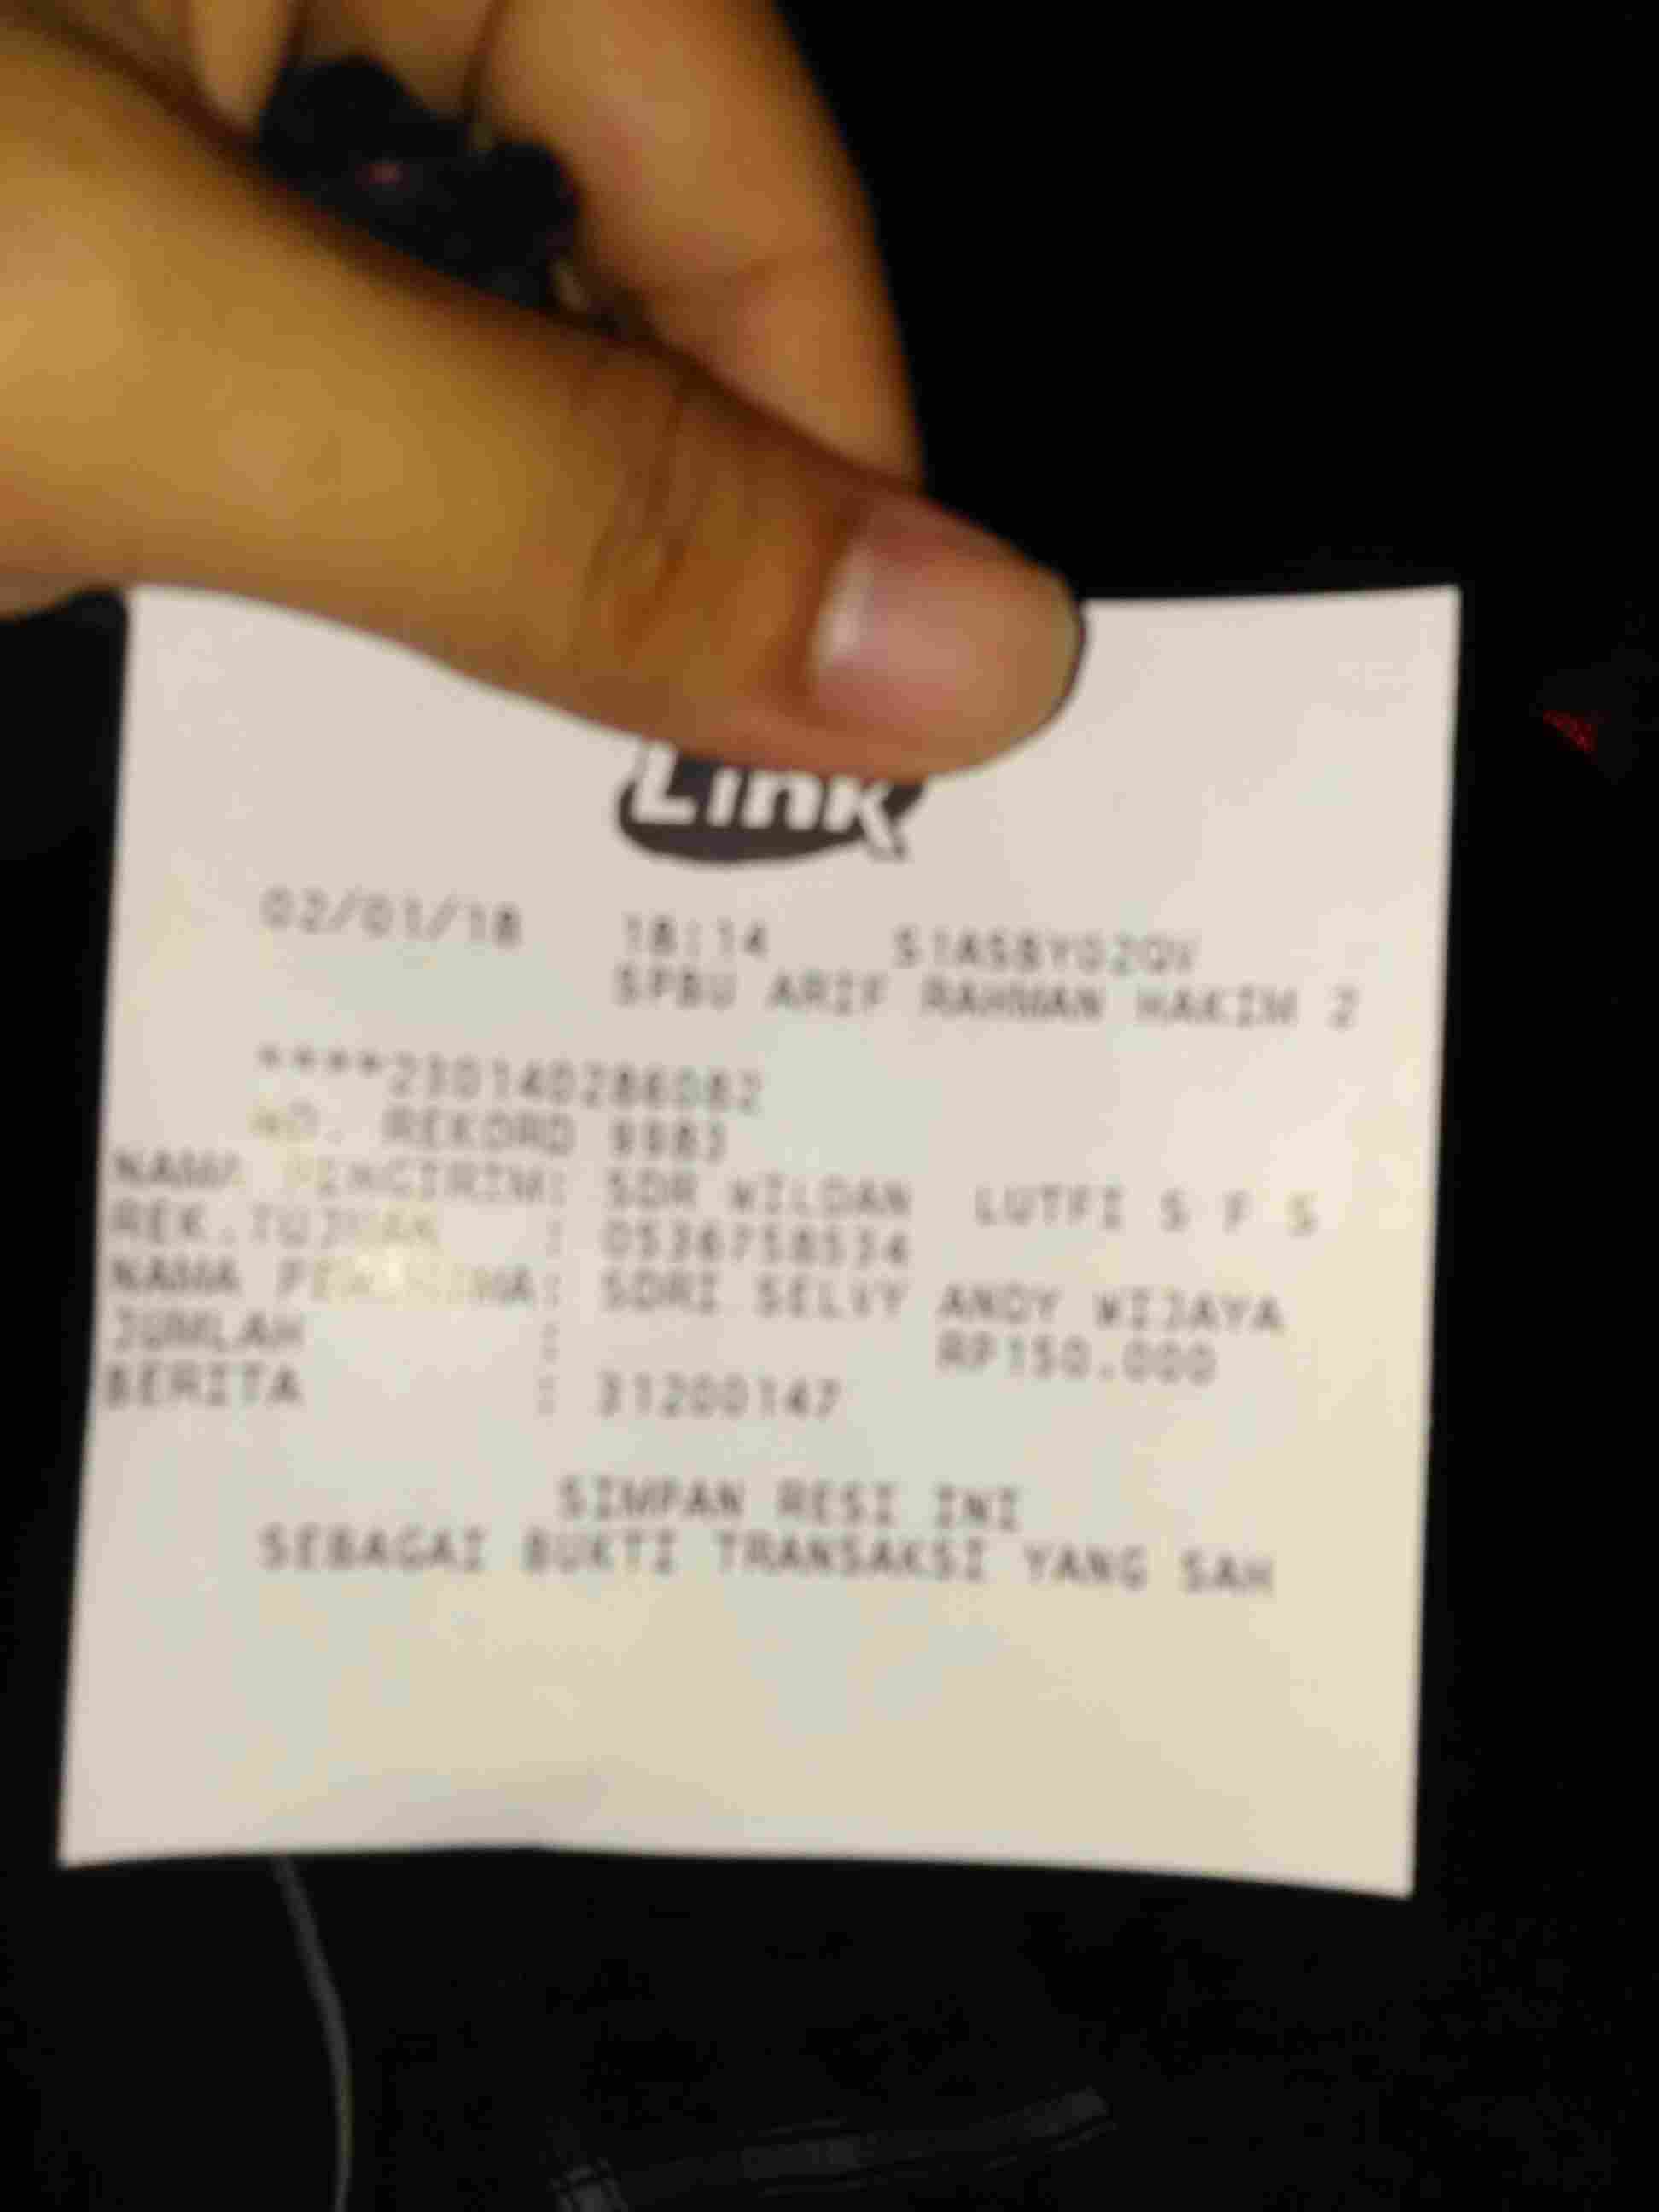 Link
02/01/18 18:14 S1ASBY02QV
SPBU ARIF RAHMAN HAKIM 2
****230140286082
NO. REKORD 9983
NAMA PENGIRIM: SDR WILDAN LUTFI S F S
REK.TUJUAN : 0536758534
NAMA PENERIMA: SDRI SELVY ANDY WIJAYA
JUMLAH : RP150.000
BERITA : 31200147
SIMPAN RESI INI
SEBAGAI BUKTI TRANSAKSI YANG SAH